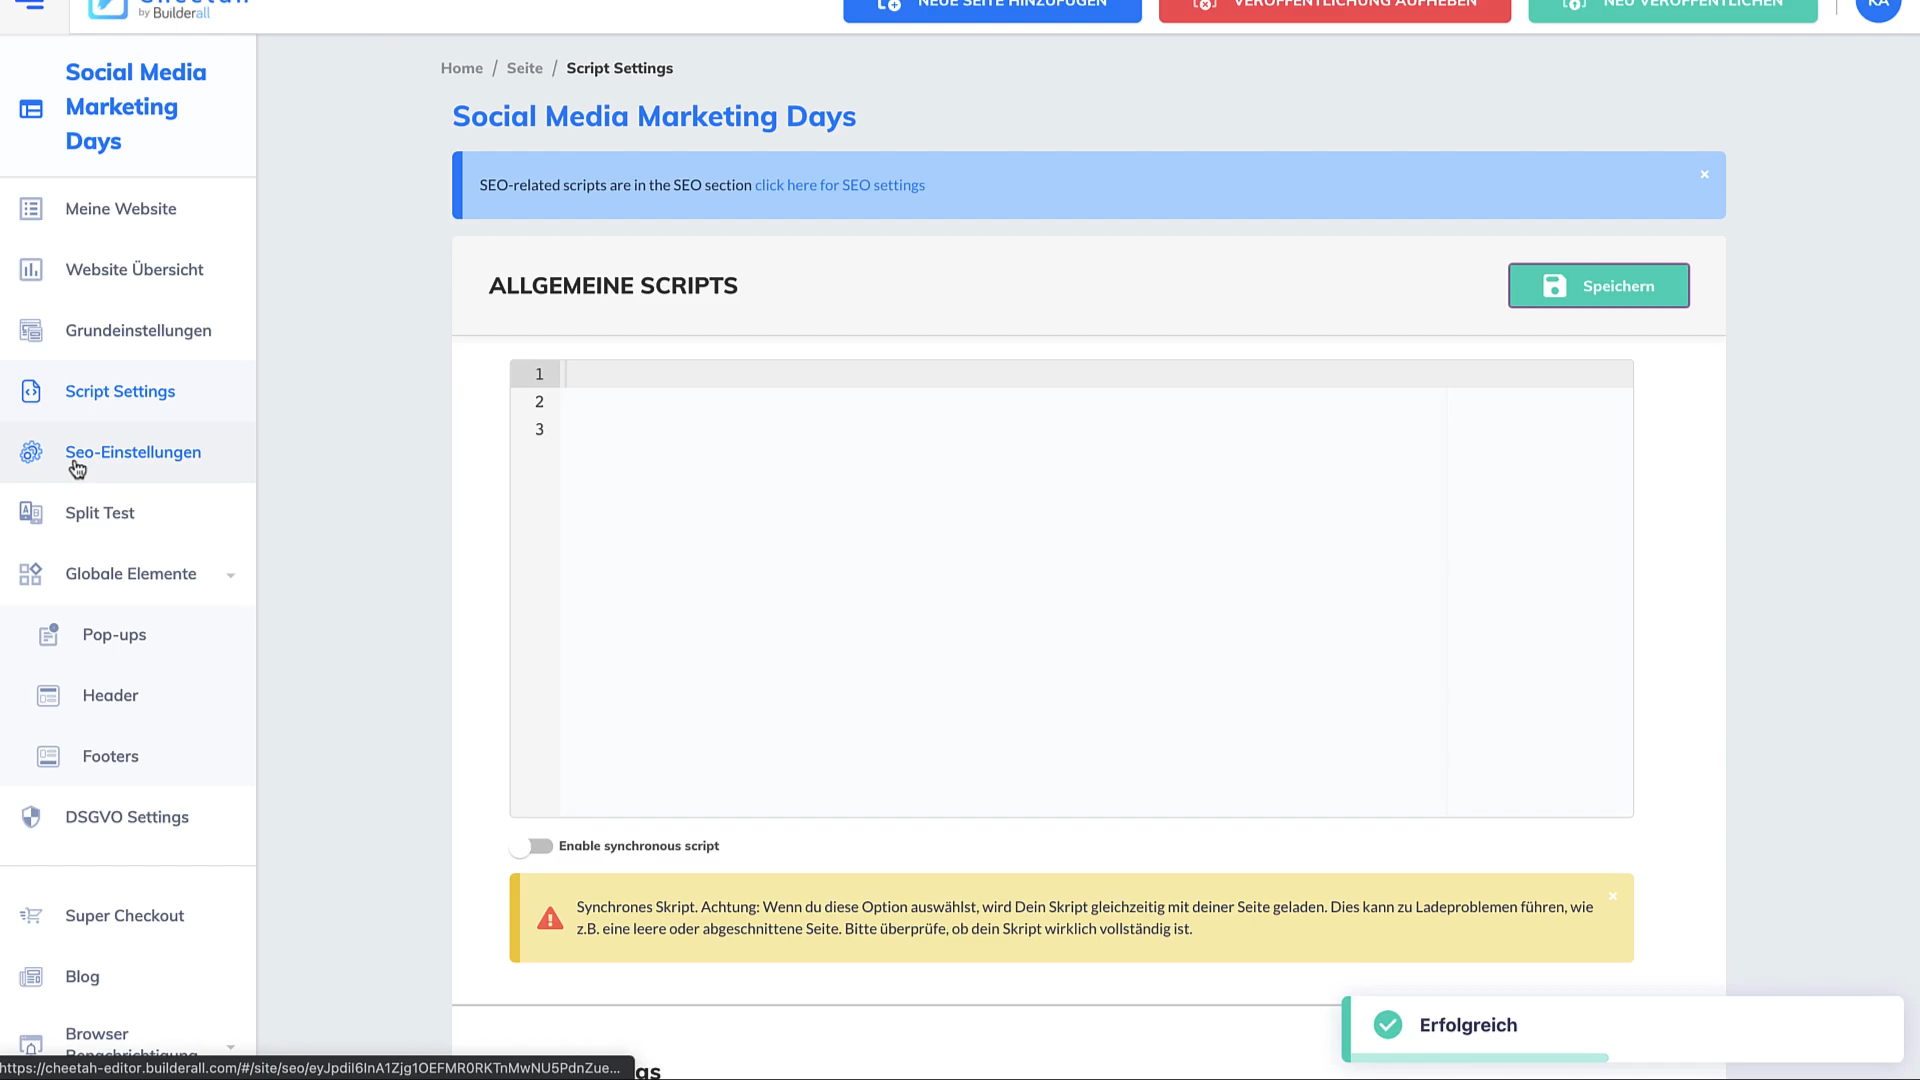 by Builderall
NEUE SEITE HINZUFÜGEN
VERÖFFENTLICHUNG AUFHEBEN
NEU VERÖFFENTLICHEN
KA
Social Media
Marketing
Days
Meine Website
Website Übersicht
Grundeinstellungen
Script Settings
Seo-Einstellungen
Split Test
Globale Elemente
Pop-ups
Header
Footers
DSGVO Settings
Super Checkout
Blog
Browser
Benachrichtigung
https://cheetah-editor.builderall.com/#/site/seo/eyJpdiI6InA1Zjg1OEFMR0RKTnMwNU5PdnZue...
Home / Seite / Script Settings
Social Media Marketing Days
SEO-related scripts are in the SEO section click here for SEO settings
×
ALLGEMEINE SCRIPTS
Speichern
1
2
3
Enable synchronous script
Synchrones Skript. Achtung: Wenn du diese Option auswählst, wird Dein Skript gleichzeitig mit deiner Seite geladen. Dies kann zu Ladeproblemen führen, wie
z.B. eine leere oder abgeschnittene Seite. Bitte überprüfe, ob dein Skript wirklich vollständig ist.
×
Erfolgreich